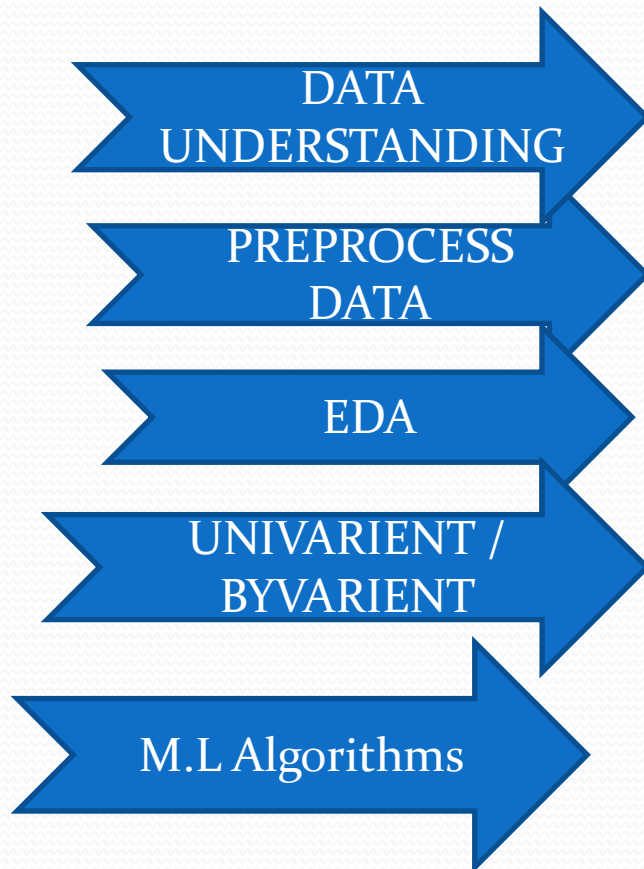 DATA
UNDERSTANDING
PREPROCESS
DATA
EDA
UNIVARIENT /
BYVARIENT
M.L Algorithms